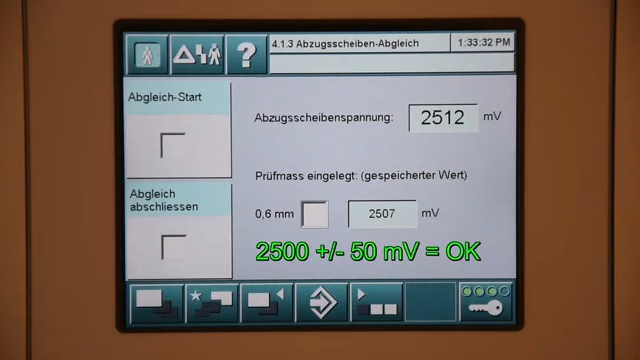 4.1.3 Abzugsscheiben-Abgleich
1:33:32 PM
?
Abgleich-Start
Abzugsscheibenspannung: 2512 mV
Prüfmass eingelegt: (gespeicherter Wert)
Abgleich
abschliessen
0,6 mm 2507 mV
2500 +/- 50 mV = OK